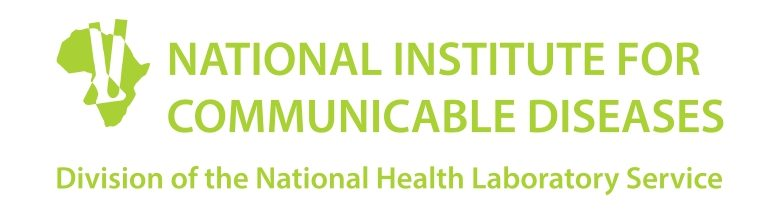 NATIONAL INSTITUTE FOR
COMMUNICABLE DISEASES
Division of the National Health Laboratory Service